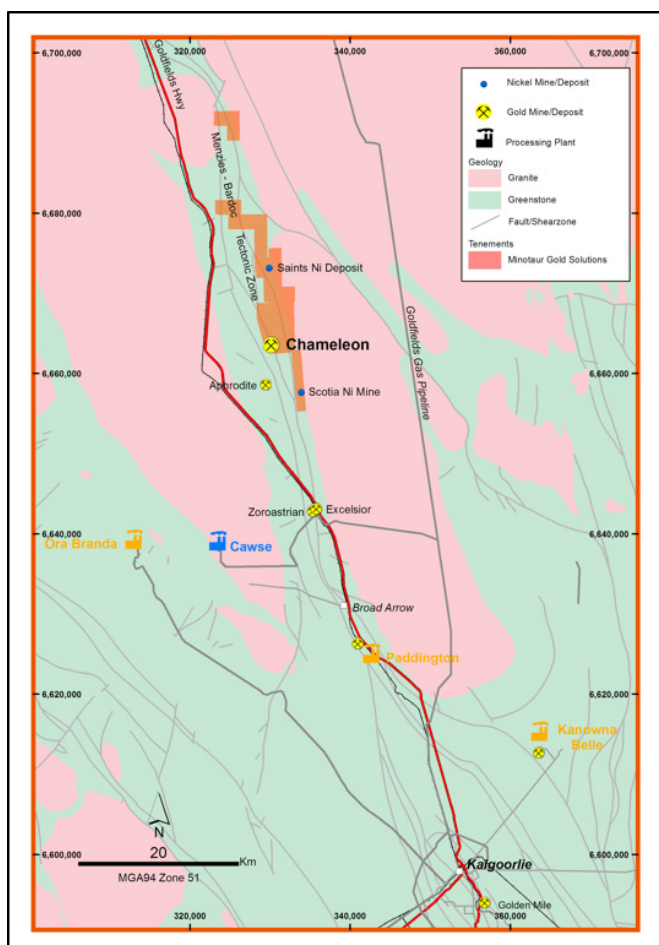 320,000
340,000
360,000
6,700,000
6,700,000
Goldfields Hwy
Nickel Mine/Deposit
Gold Mine/Deposit
Processing Plant
Geology
Granite
Greenstone
Fault/Shearzone
Tenements
Minotaur Gold Solutions
Menzies - Bardoc
Tectonic Zone
6,680,000
Saints Ni Deposit
Goldfields Gas Pipeline
Chameleon
6,660,000
6,660,000
Aphrodite
Scotia Ni Mine
Zoroastrian
Excelsior
6,640,000
6,640,000
Ora Branda
Cawse
Broad Arrow
Paddington
6,620,000
6,620,000
Kanowna
Belle
N
20
Km
MGA94 Zone 51
6,600,000
6,600,000
Kalgoorlie
Golden Mile
320,000
340,000
360,000